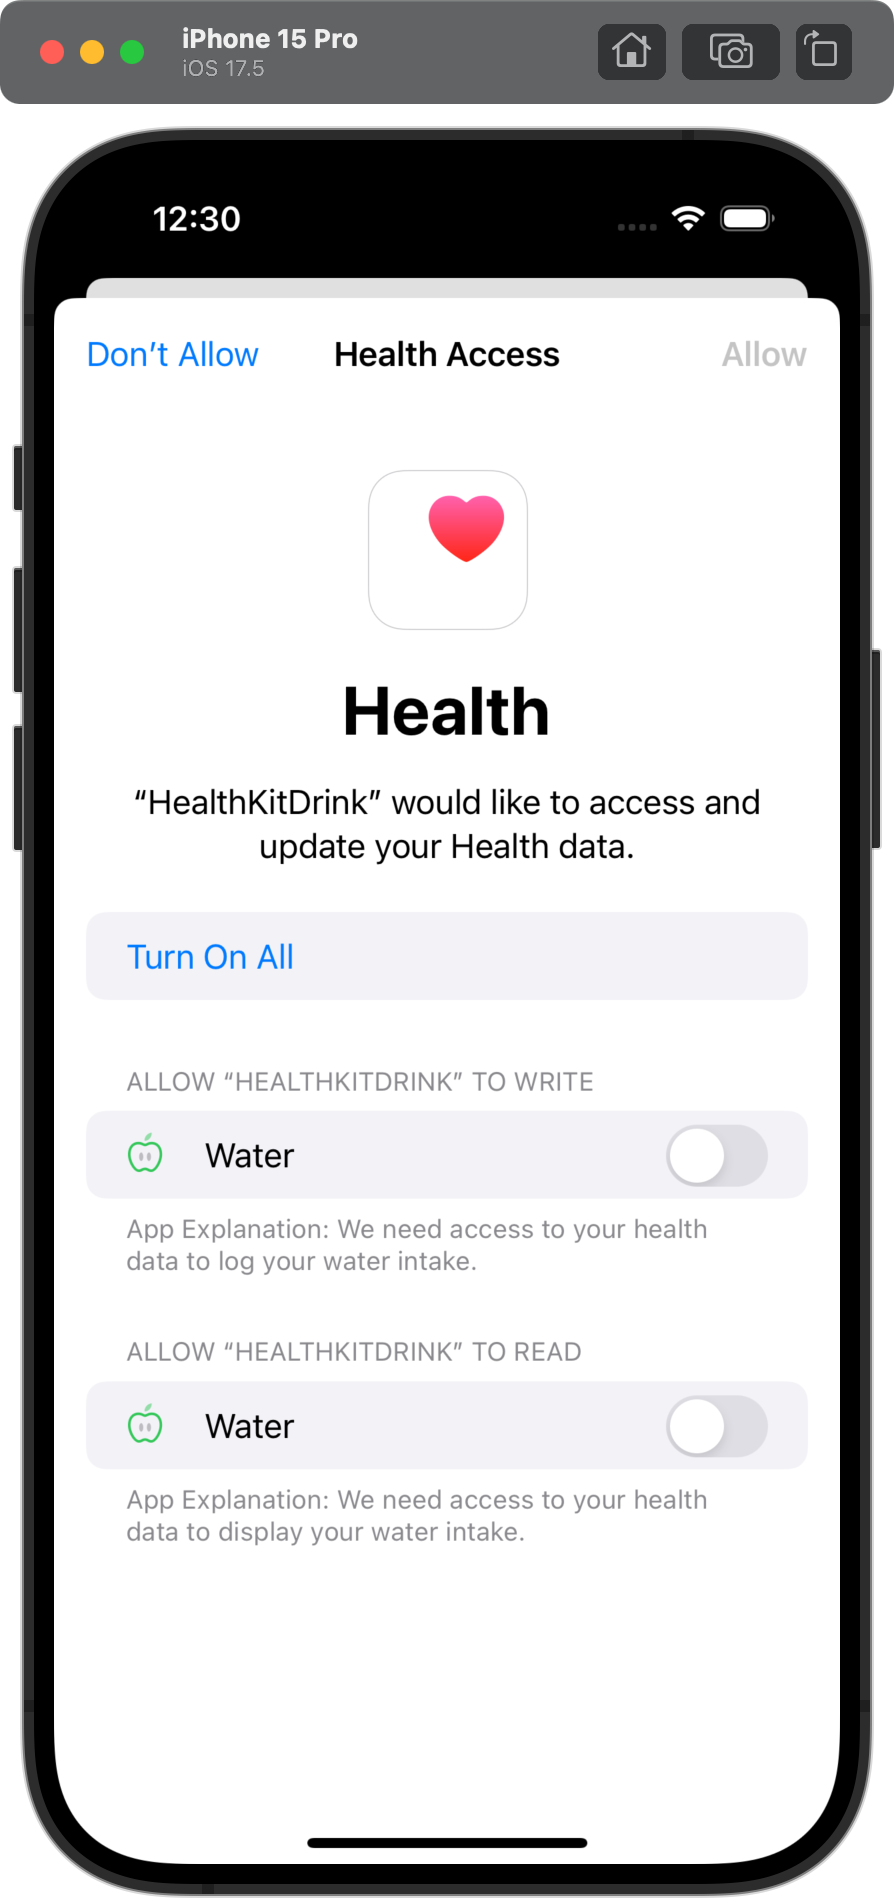 iPhone 15 Pro
iOS 17.5
12:30
Don’t Allow
Health Access
Allow
Health
“HealthKitDrink” would like to access and
update your Health data.
Turn On All
ALLOW “HEALTHKITDRINK” TO WRITE
Water
App Explanation: We need access to your health
data to log your water intake.
ALLOW “HEALTHKITDRINK” TO READ
Water
App Explanation: We need access to your health
data to display your water intake.